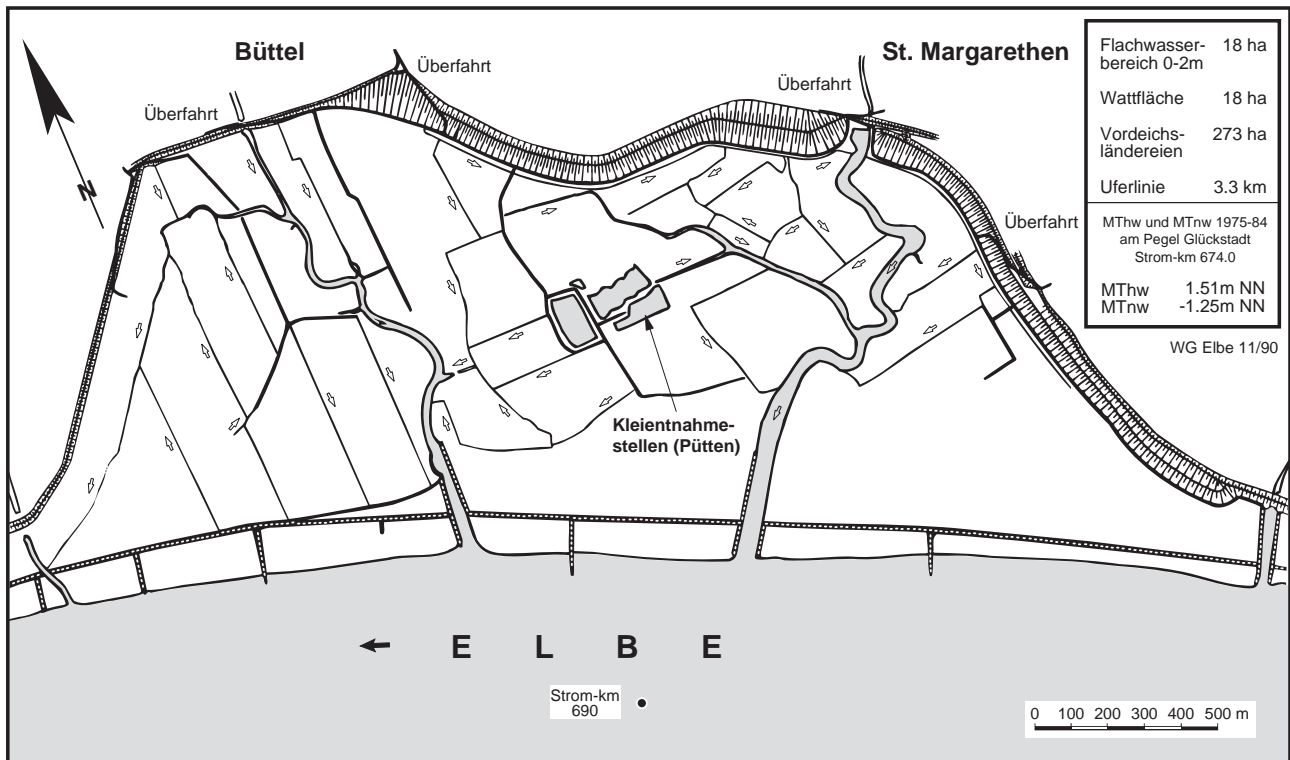 Büttel
St. Margarethen
Überfahrt
Überfahrt
Überfahrt
Überfahrt
N
Flachwasser- 18 ha
bereich 0-2m
Wattfläche 18 ha
Vordeichs- 273 ha
ländereien
Uferlinie 3.3 km
MThw und MTnw 1975-84
am Pegel Glückstadt
Strom-km 674.0
MThw 1.51m NN
MTnw -1.25m NN
WG Elbe 11/90
Kleientnahme-
stellen (Pütten)
E L B E
Strom-km
690
0 100 200 300 400 500 m